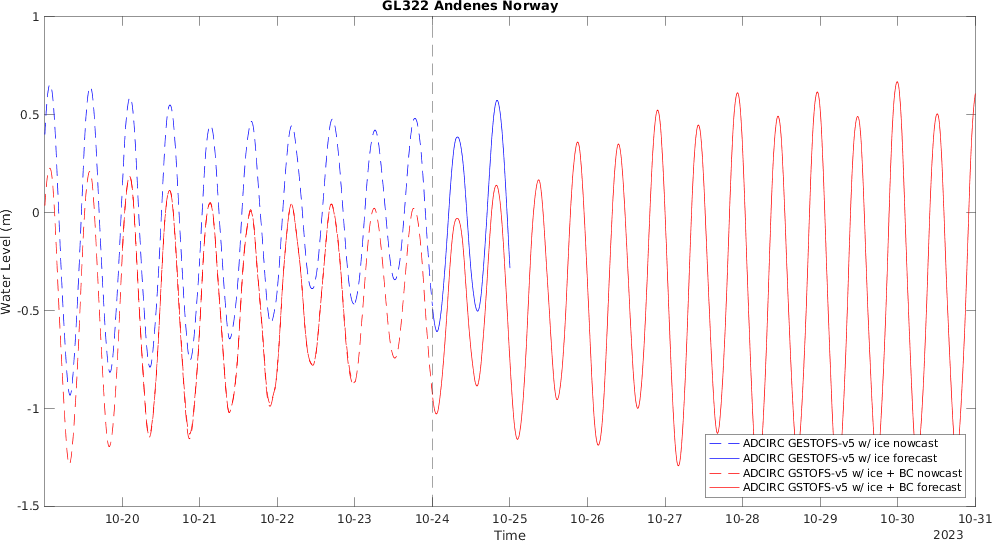 GL322 Andenes Norway
1
0.5
0
-0.5
-1
-1.5
Water Level (m)
ADCIRC GESTOFS-v5 w/ ice nowcast
ADCIRC GESTOFS-v5 w/ ice forecast
ADCIRC GSTOFS-v5 w/ ice + BC nowcast
ADCIRC GSTOFS-v5 w/ ice + BC forecast
10-20 10-21 10-22 10-23 10-24 10-25 10-26 10-27 10-28 10-29 10-30 10-31
Time
2023